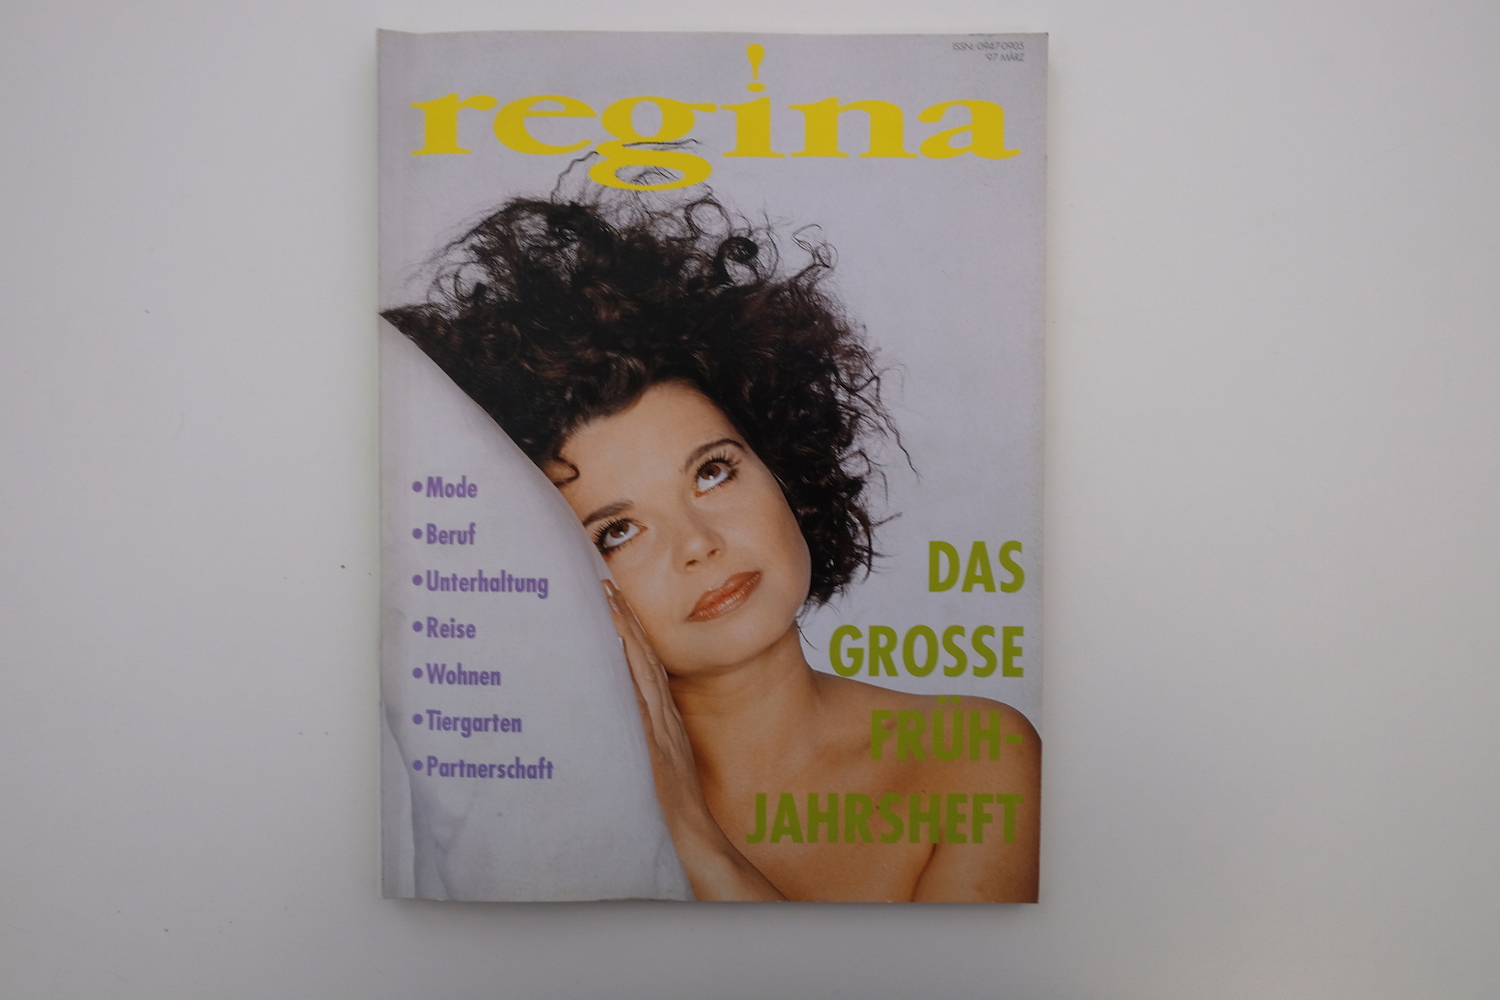 ISSN: 0947-0905
'97 MÄRZ
regina
• Mode
• Beruf
• Unterhaltung
• Reise
• Wohnen
• Tiergarten
• Partnerschaft
DAS
GROSSE
FRÜH-
JAHRSHEFT